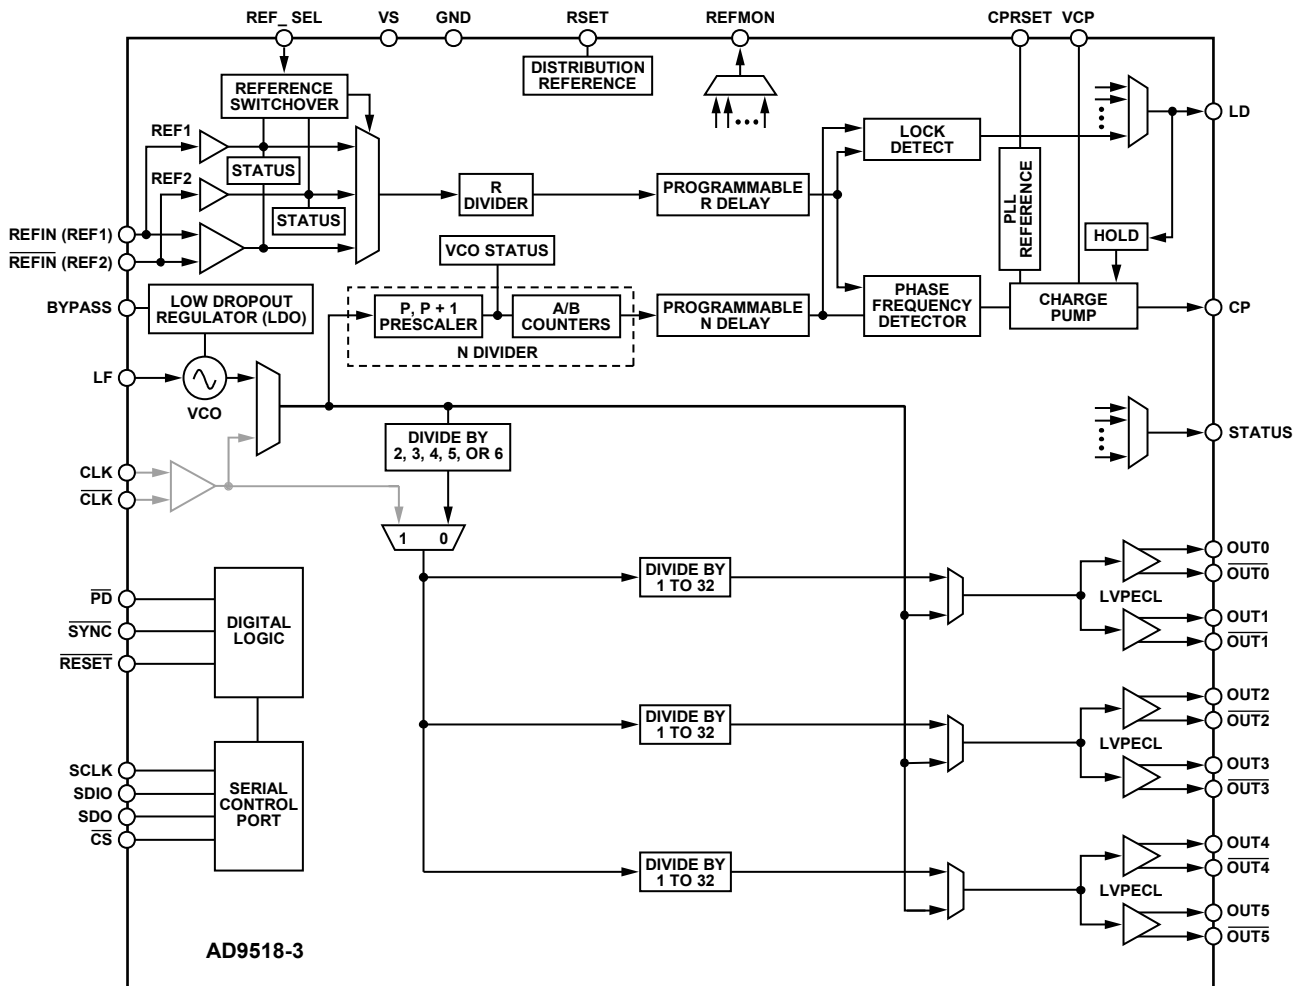 REF_ SEL
VS
GND
RSET
REFMON
CPRSET
VCP
DISTRIBUTION
REFERENCE
REFERENCE
SWITCHOVER
REF1
STATUS
REF2
STATUS
LOCK
DETECT
LD
R
DIVIDER
PROGRAMMABLE
R DELAY
PLL
REFERENCE
HOLD
REFIN (REF1)
REFIN (REF2)
VCO STATUS
BYPASS
LOW DROPOUT
REGULATOR (LDO)
P, P + 1
PRESCALER
A/B
COUNTERS
N DIVIDER
PROGRAMMABLE
N DELAY
PHASE
FREQUENCY
DETECTOR
CHARGE
PUMP
CP
LF
VCO
STATUS
DIVIDE BY
2, 3, 4, 5, OR 6
CLK
CLK
1 0
DIVIDE BY
1 TO 32
LVPECL
OUT0
OUT0
OUT1
OUT1
PD
SYNC
RESET
DIGITAL
LOGIC
DIVIDE BY
1 TO 32
LVPECL
OUT2
OUT2
OUT3
OUT3
SCLK
SDIO
SDO
CS
SERIAL
CONTROL
PORT
DIVIDE BY
1 TO 32
LVPECL
OUT4
OUT4
OUT5
OUT5
AD9518-3